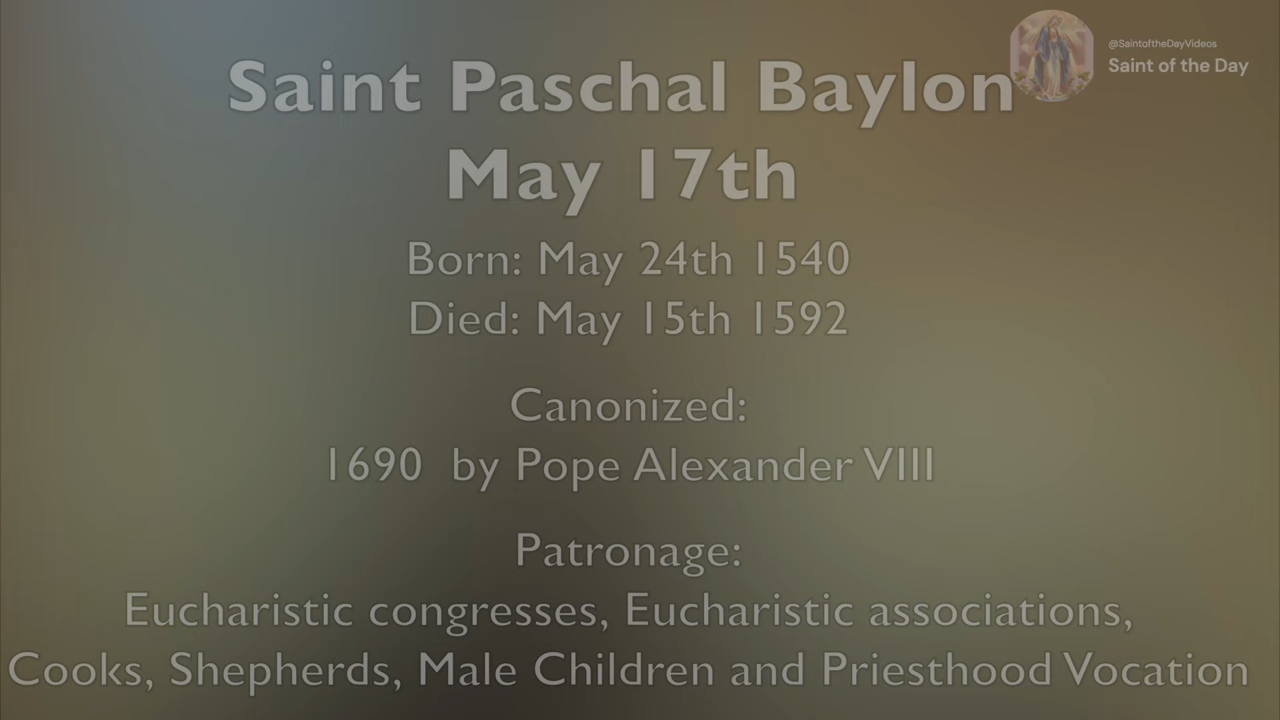 @SaintoftheDayVideos
Saint of the Day
Saint Paschal Baylon
May 17th
Born: May 24th 1540
Died: May 15th 1592
Canonized:
1690 by Pope Alexander VIII
Patronage:
Eucharistic congresses, Eucharistic associations,
Cooks, Shepherds, Male Children and Priesthood Vocation